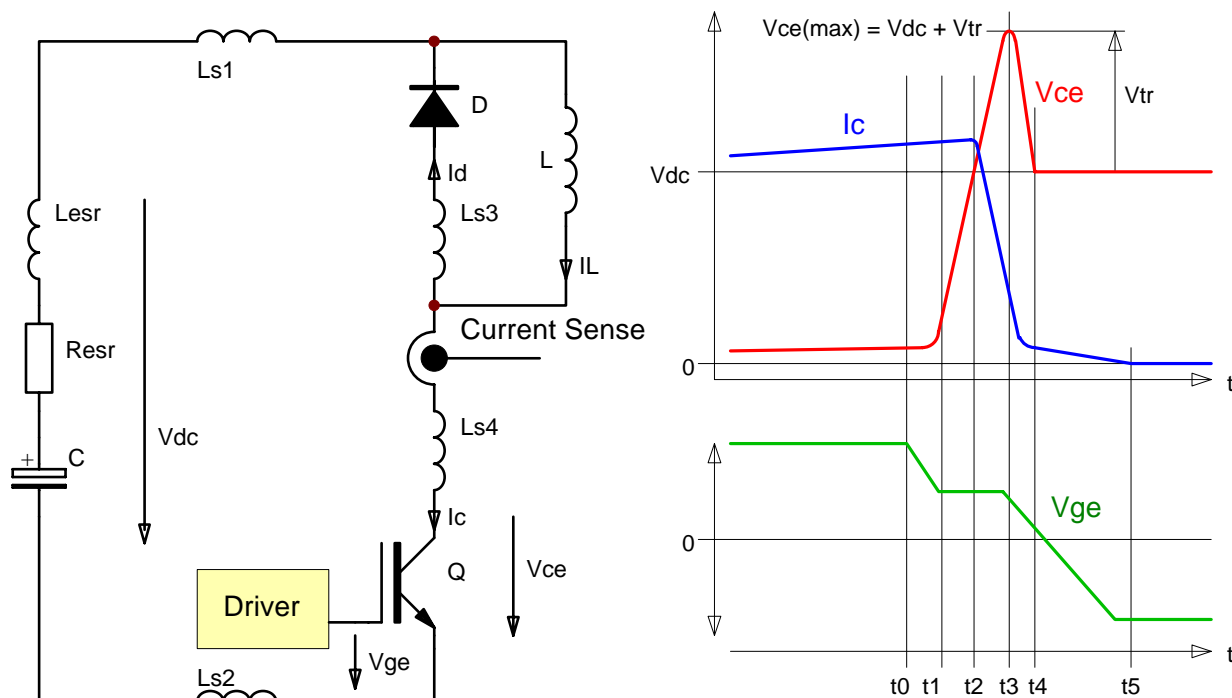 Ls1
D
L
Id
Ls3
IL
Lesr
Resr
+
C
Vdc
Current Sense
Ls4
Ic
Q
Vce
Driver
Vge
Ls2
Vce(max) = Vdc + Vtr
Vce
Vtr
Ic
Vdc
0
t
Vge
0
t
t0 t1 t2 t3 t4 t5